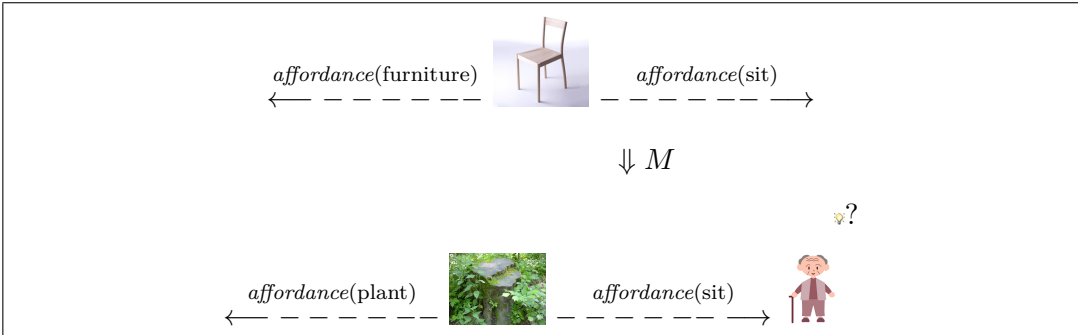 affordance(furniture) affordance(sit)
⇓ M
?
affordance(plant) affordance(sit)